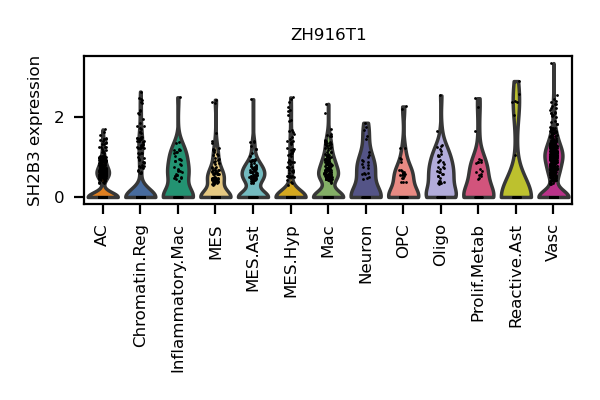 ZH916T1
SH2B3 expression
2
0
AC
Chromatin.Reg
Inflammatory.Mac
MES
MES.Ast
MES.Hyp
Mac
Neuron
OPC
Oligo
Prolif.Metab
Reactive.Ast
Vasc